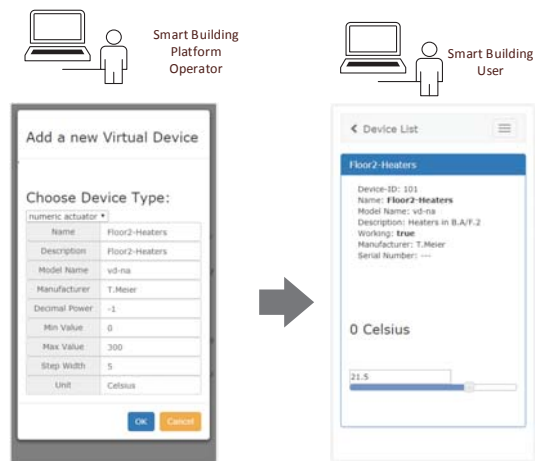 Smart Building
Platform
Operator
Smart Building
User
Add a new Virtual Device
Choose Device Type:
numeric actuator
Name Floor2-Heaters
Description Floor2-Heaters
Model Name vd-na
Manufacturer T.Meier
Decimal Power -1
Min Value 0
Max Value 300
Step Width 5
Unit Celsius
OK Cancel
Device List
Floor2-Heaters
Device-ID: 101
Name: Floor2-Heaters
Model Name: vd-na
Description: Heaters in B.A/F.2
Working: true
Manufacturer: T.Meier
Serial Number: ---
0 Celsius
21.5